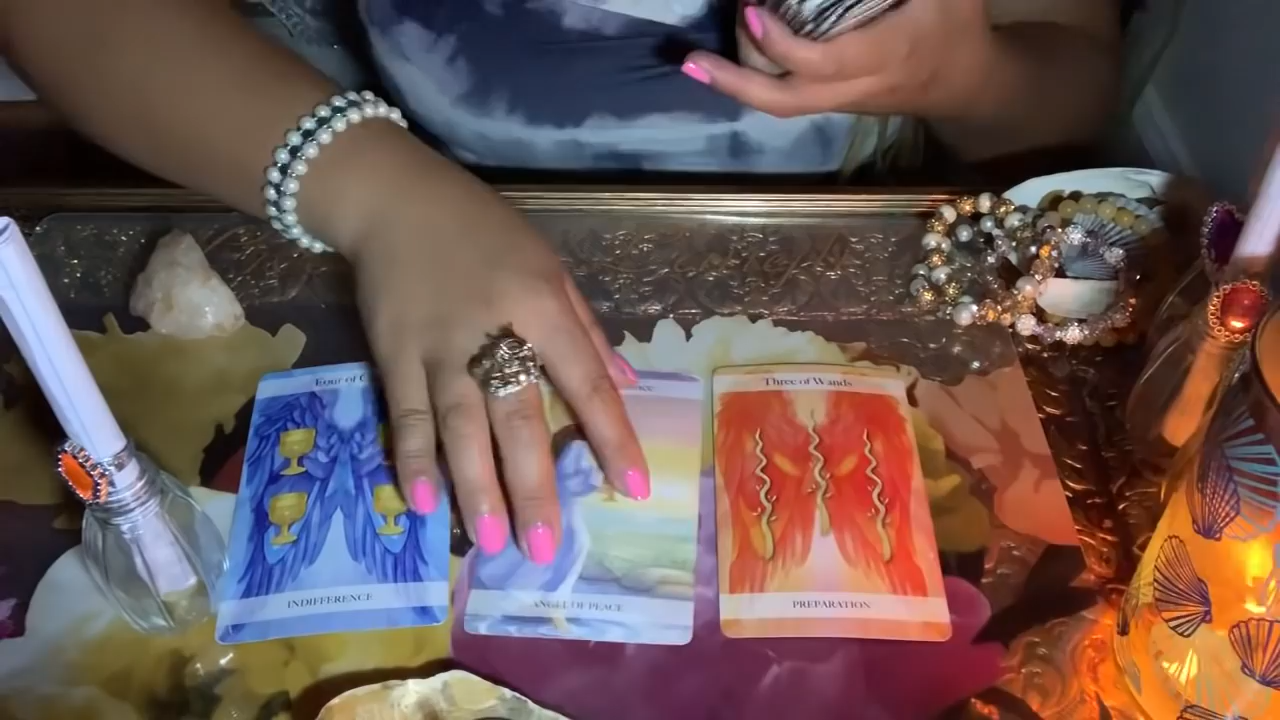 Four of C
Three of Wands
INDIFFERENCE
ANGEL OF PEACE
PREPARATION